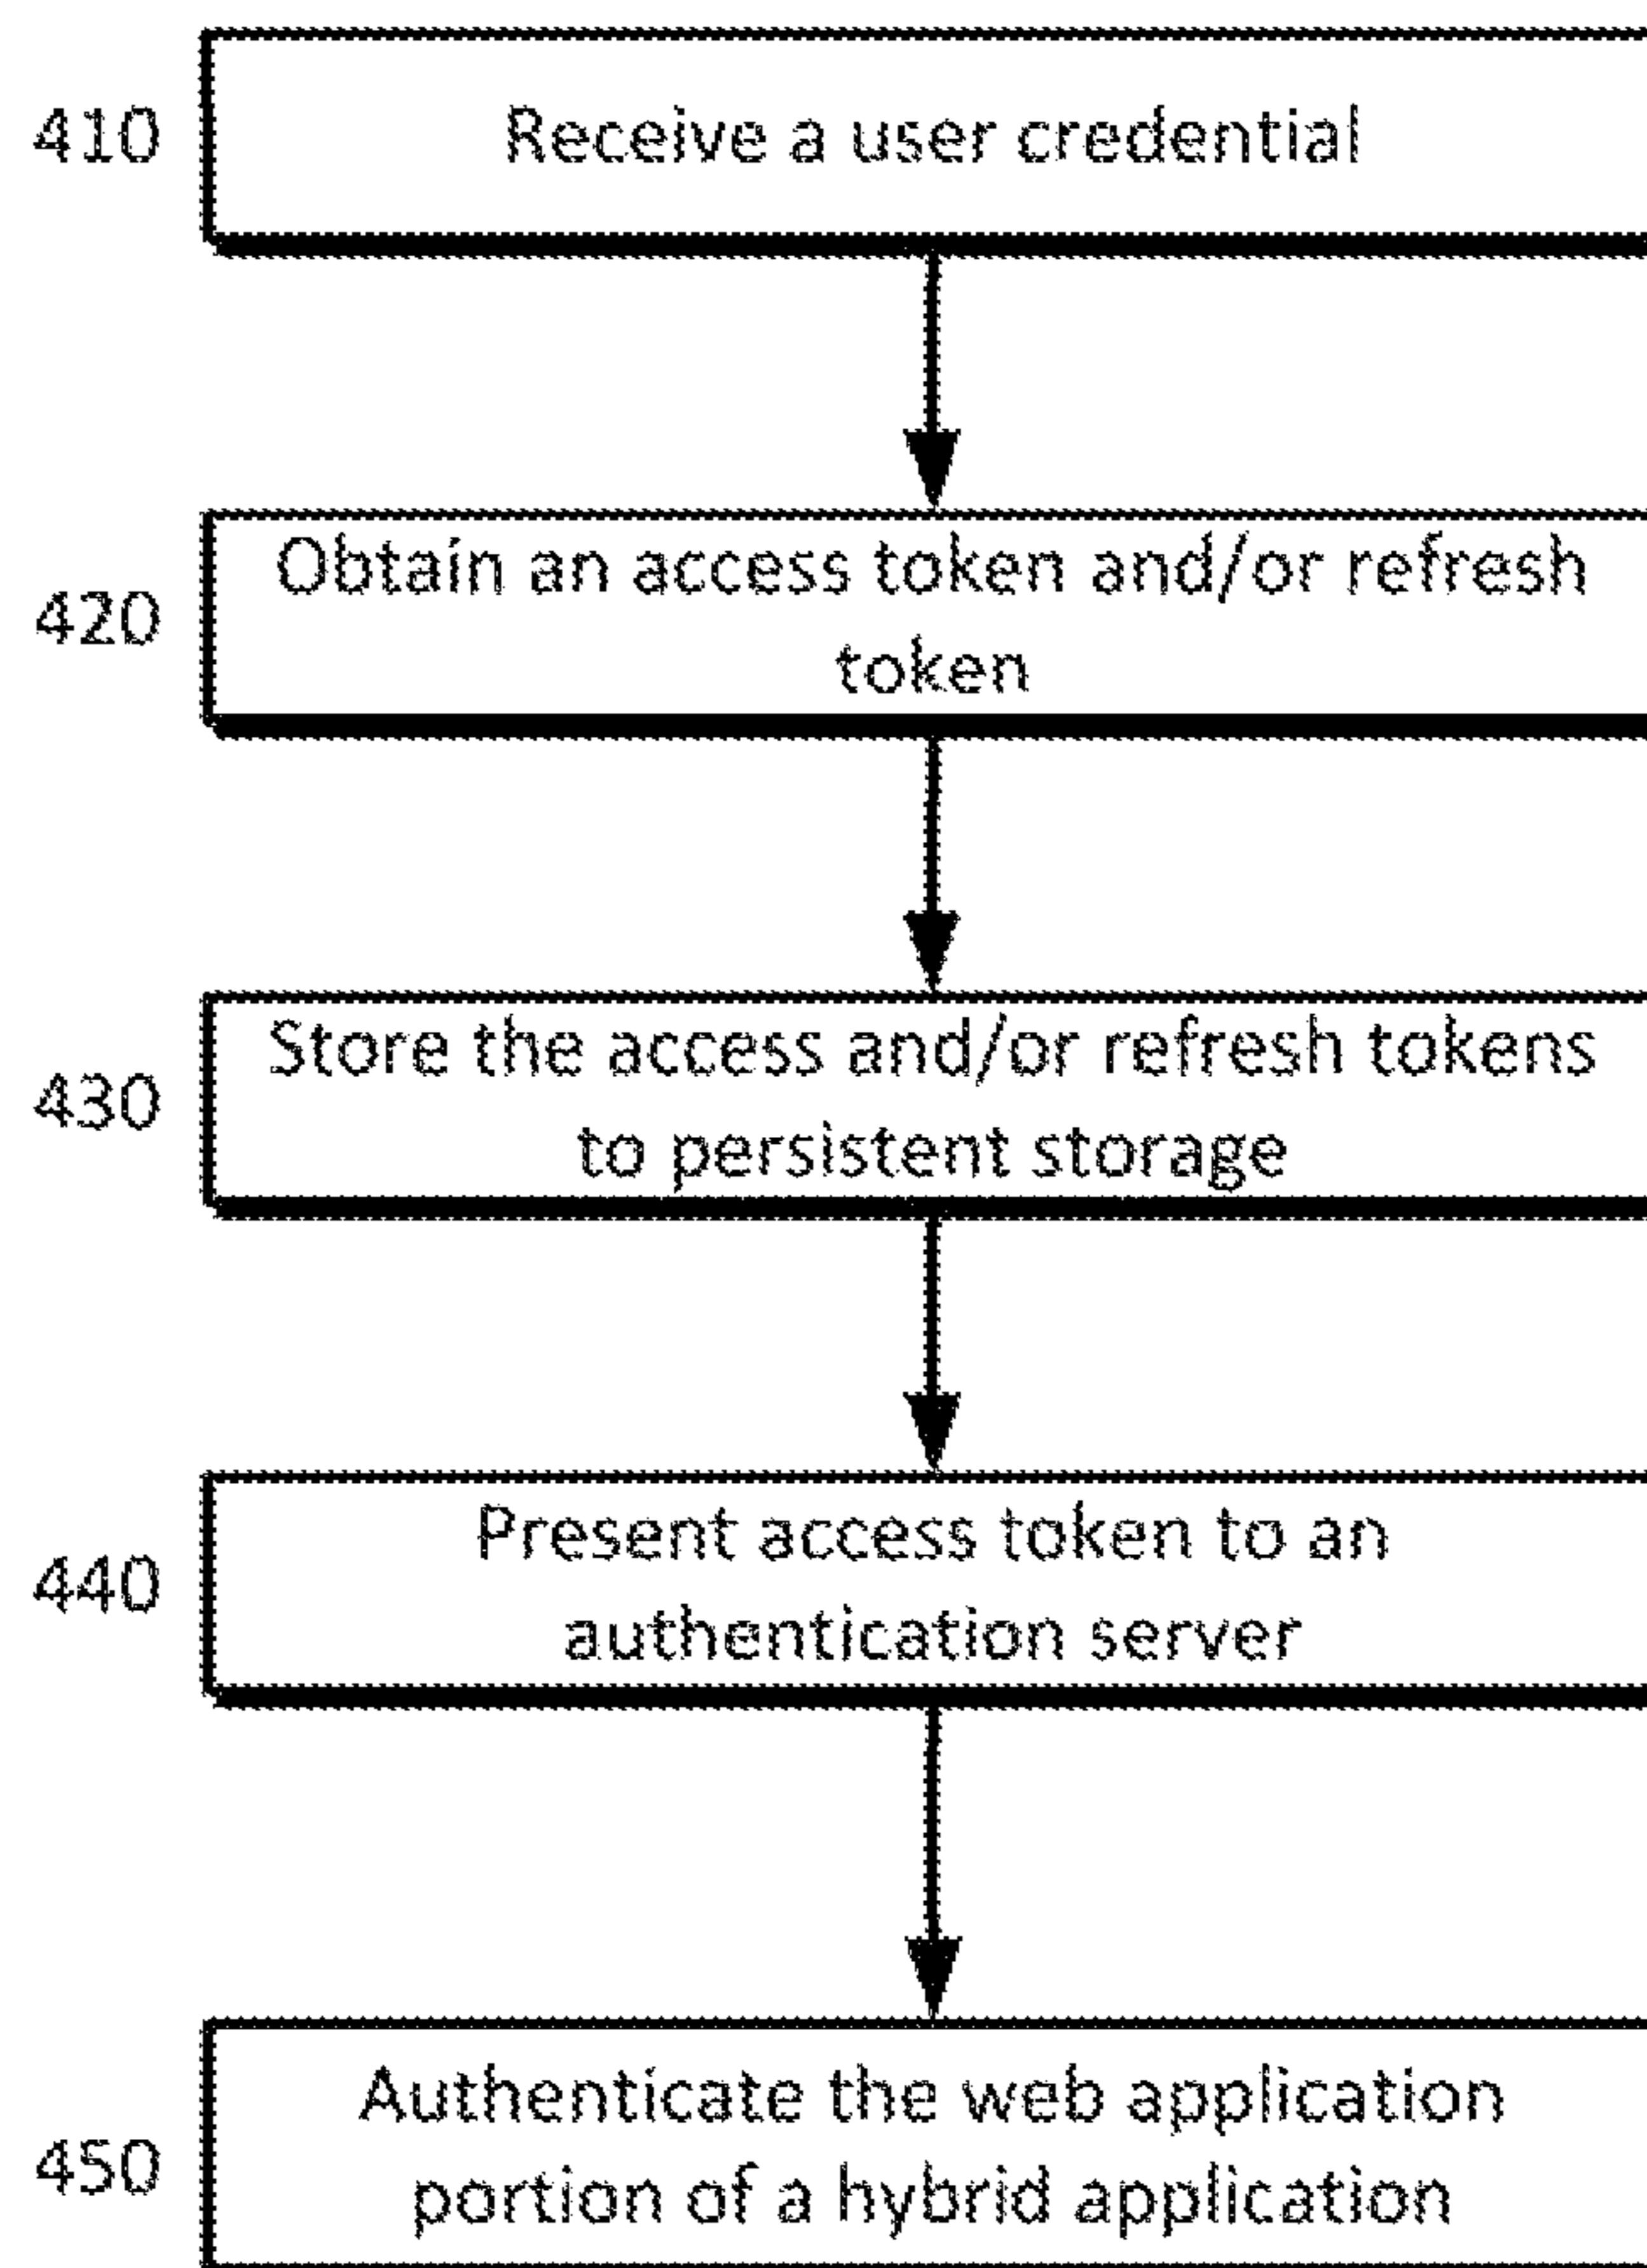 410
Receive a user credential
420
Obtain an access token and/or refresh
token
430
Store the access and/or refresh tokens
to persistent storage
440
Present access token to an
authentication server
450
Authenticate the web application
portion of a hybrid application